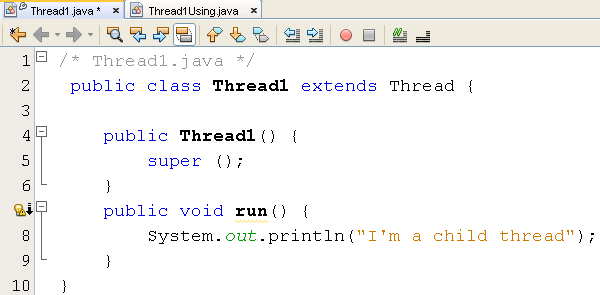 Thread1.java * x Thread1Using.java x
1 /* Thread1.java */
2 public class Thread1 extends Thread {
3
4 public Thread1() {
5 super ();
6 }
public void run() {
8 System.out.println("I'm a child thread");
9 }
10 }